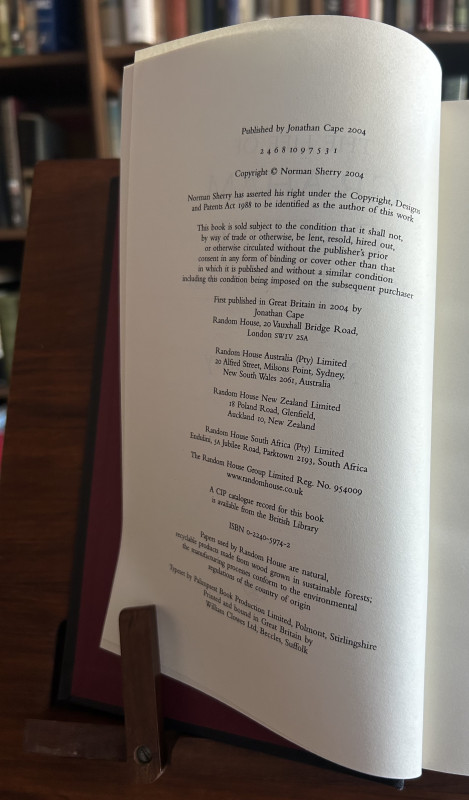 Published by Jonathan Cape 2004
2 4 6 8 10 9 7 5 3 1
Copyright © Norman Sherry 2004
Norman Sherry has asserted his right under the Copyright, Designs
and Patents Act 1988 to be identified as the author of this work
This book is sold subject to the condition that it shall not,
by way of trade or otherwise, be lent, resold, hired out,
or otherwise circulated without the publisher's prior
consent in any form of binding or cover other than that
in which it is published and without a similar condition
including this condition being imposed on the subsequent purchaser
First published in Great Britain in 2004 by
Jonathan Cape
Random House, 20 Vauxhall Bridge Road,
London SW1V 2SA
Random House Australia (Pty) Limited
20 Alfred Street, Milsons Point, Sydney,
New South Wales 2061, Australia
Random House New Zealand Limited
18 Poland Road, Glenfield,
Auckland 10, New Zealand
Random House South Africa (Pty) Limited
Endulini, 5A Jubilee Road, Parktown 2193, South Africa
The Random House Group Limited Reg. No. 954009
www.randomhouse.co.uk
A CIP catalogue record for this book
is available from the British Library
ISBN 0-2240-5974-2
Papers used by Random House are natural,
recyclable products made from wood grown in sustainable forests;
the manufacturing processes conform to the environmental
regulations of the country of origin
Typeset by Palimpsest Book Production Limited, Polmont, Stirlingshire
Printed and bound in Great Britain by
William Clowes Ltd, Beccles, Suffolk